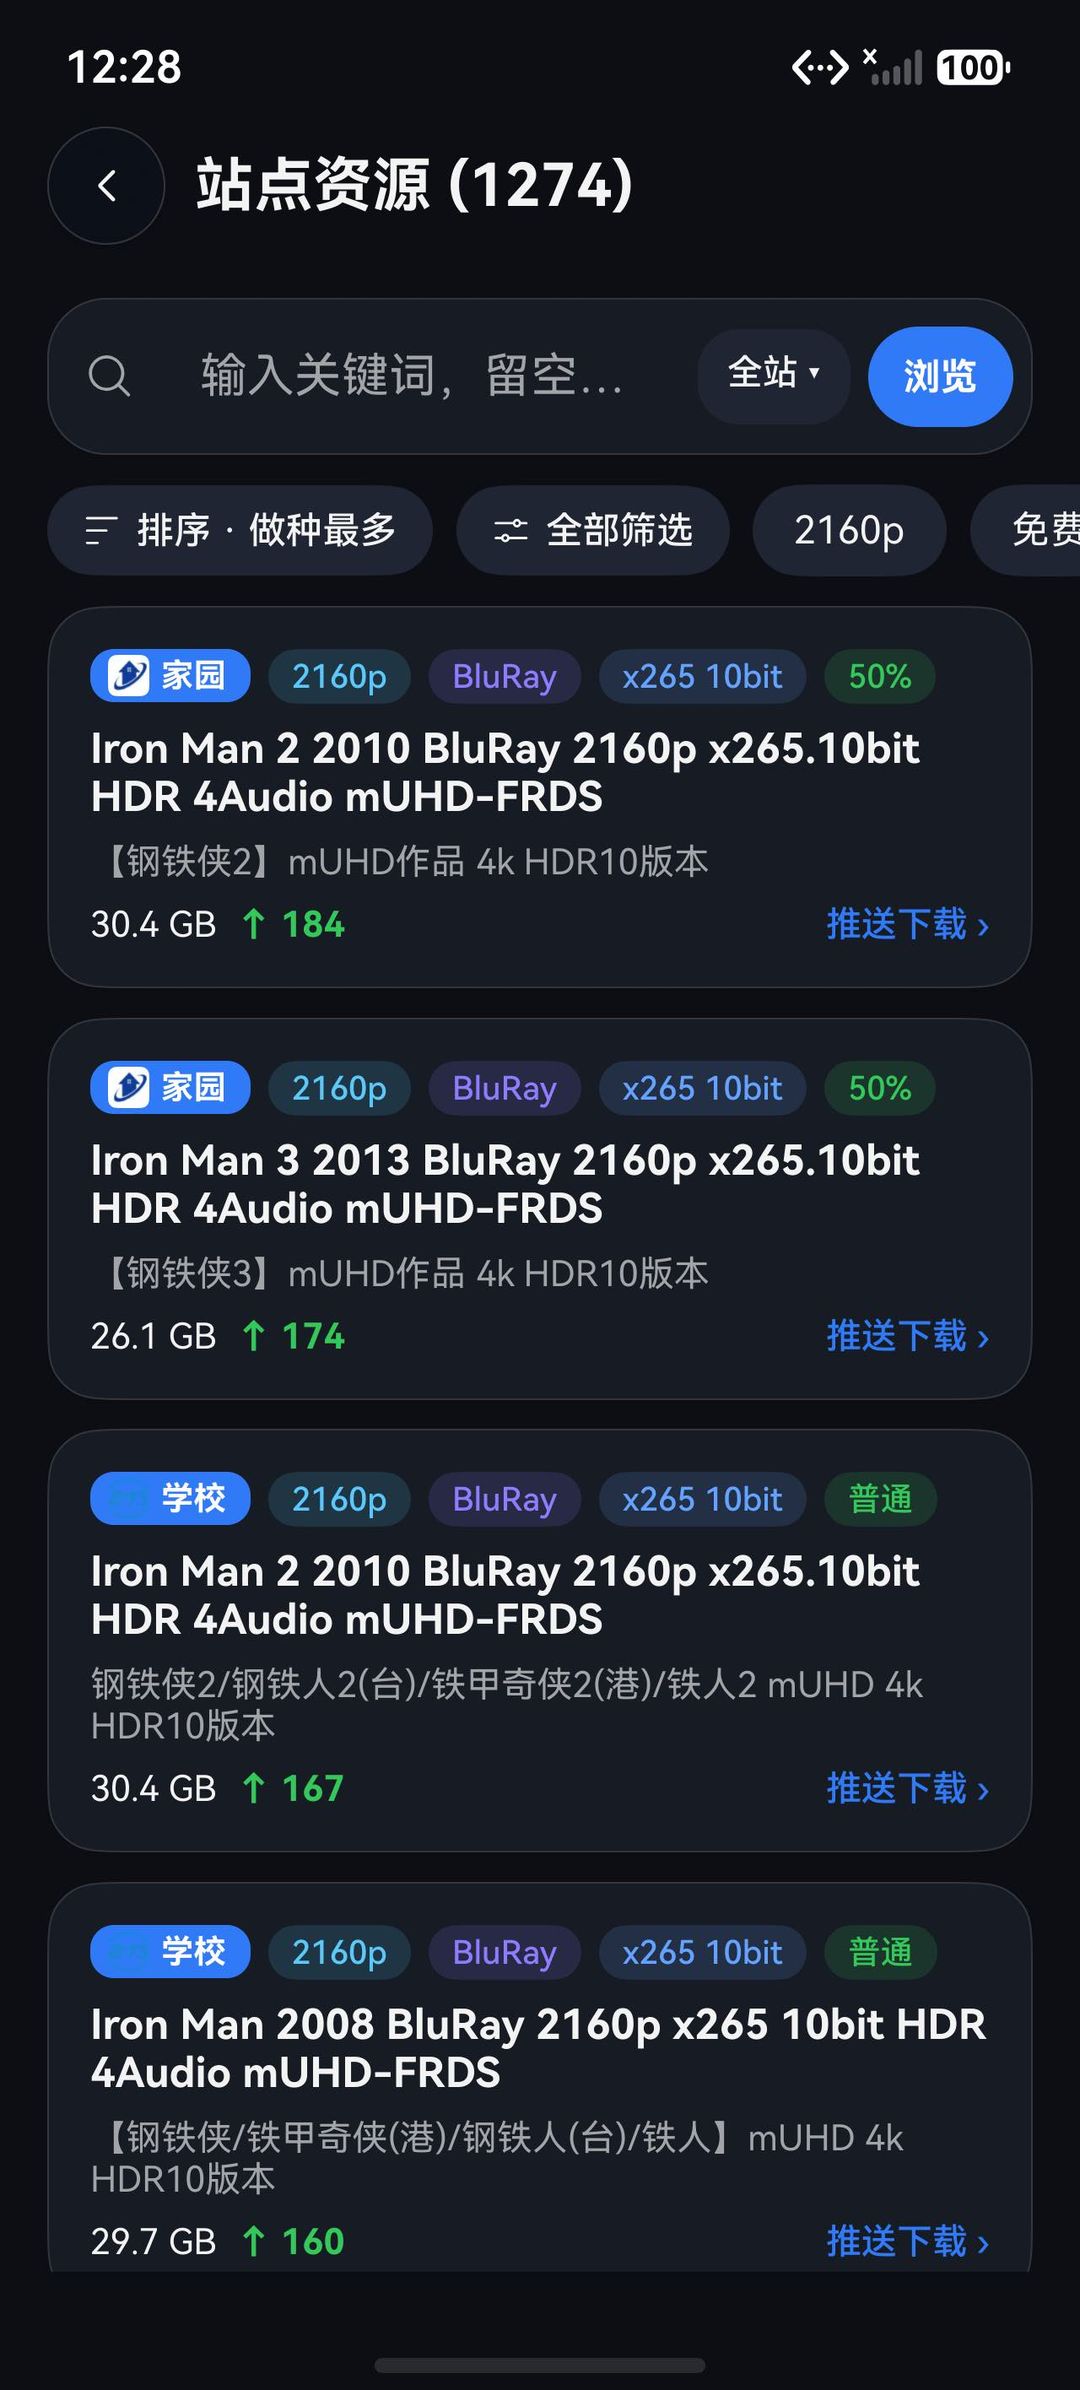 12:28
100
站点资源 (1274)
输入关键词，留空... 全站 ▾ 浏览
排序 · 做种最多 全部筛选 2160p 免费
家园 2160p BluRay x265 10bit 50%
Iron Man 2 2010 BluRay 2160p x265.10bit
HDR 4Audio mUHD-FRDS
【钢铁侠2】mUHD作品 4k HDR10版本
30.4 GB ↑ 184 推送下载 ›
家园 2160p BluRay x265 10bit 50%
Iron Man 3 2013 BluRay 2160p x265.10bit
HDR 4Audio mUHD-FRDS
【钢铁侠3】mUHD作品 4k HDR10版本
26.1 GB ↑ 174 推送下载 ›
学校 2160p BluRay x265 10bit 普通
Iron Man 2 2010 BluRay 2160p x265.10bit
HDR 4Audio mUHD-FRDS
钢铁侠2/钢铁人2(台)/铁甲奇侠2(港)/铁人2 mUHD 4k
HDR10版本
30.4 GB ↑ 167 推送下载 ›
学校 2160p BluRay x265 10bit 普通
Iron Man 2008 BluRay 2160p x265 10bit HDR
4Audio mUHD-FRDS
【钢铁侠/铁甲奇侠(港)/钢铁人(台)/铁人】mUHD 4k
HDR10版本
29.7 GB ↑ 160 推送下载 ›